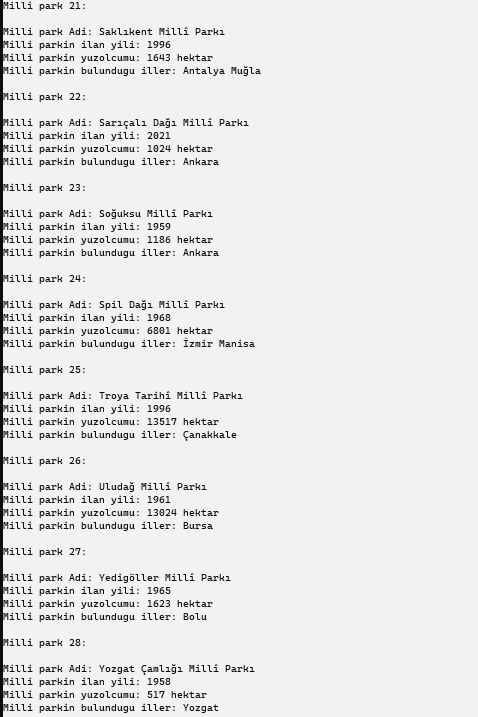 Milli park 21:
Milli park Adi: Saklıkent Millî Parkı
Milli parkin ilan yili: 1996
Milli parkin yuzolcumu: 1643 hektar
Milli parkin bulundugu iller: Antalya Muğla
Milli park 22:
Milli park Adi: Sarıçalı Dağı Millî Parkı
Milli parkin ilan yili: 2021
Milli parkin yuzolcumu: 1024 hektar
Milli parkin bulundugu iller: Ankara
Milli park 23:
Milli park Adi: Soğuksu Millî Parkı
Milli parkin ilan yili: 1959
Milli parkin yuzolcumu: 1186 hektar
Milli parkin bulundugu iller: Ankara
Milli park 24:
Milli park Adi: Spil Dağı Millî Parkı
Milli parkin ilan yili: 1968
Milli parkin yuzolcumu: 6801 hektar
Milli parkin bulundugu iller: İzmir Manisa
Milli park 25:
Milli park Adi: Troya Tarihî Millî Parkı
Milli parkin ilan yili: 1996
Milli parkin yuzolcumu: 13517 hektar
Milli parkin bulundugu iller: Çanakkale
Milli park 26:
Milli park Adi: Uludağ Millî Parkı
Milli parkin ilan yili: 1961
Milli parkin yuzolcumu: 13024 hektar
Milli parkin bulundugu iller: Bursa
Milli park 27:
Milli park Adi: Yedigöller Millî Parkı
Milli parkin ilan yili: 1965
Milli parkin yuzolcumu: 1623 hektar
Milli parkin bulundugu iller: Bolu
Milli park 28:
Milli park Adi: Yozgat Çamlığı Millî Parkı
Milli parkin ilan yili: 1958
Milli parkin yuzolcumu: 517 hektar
Milli parkin bulundugu iller: Yozgat